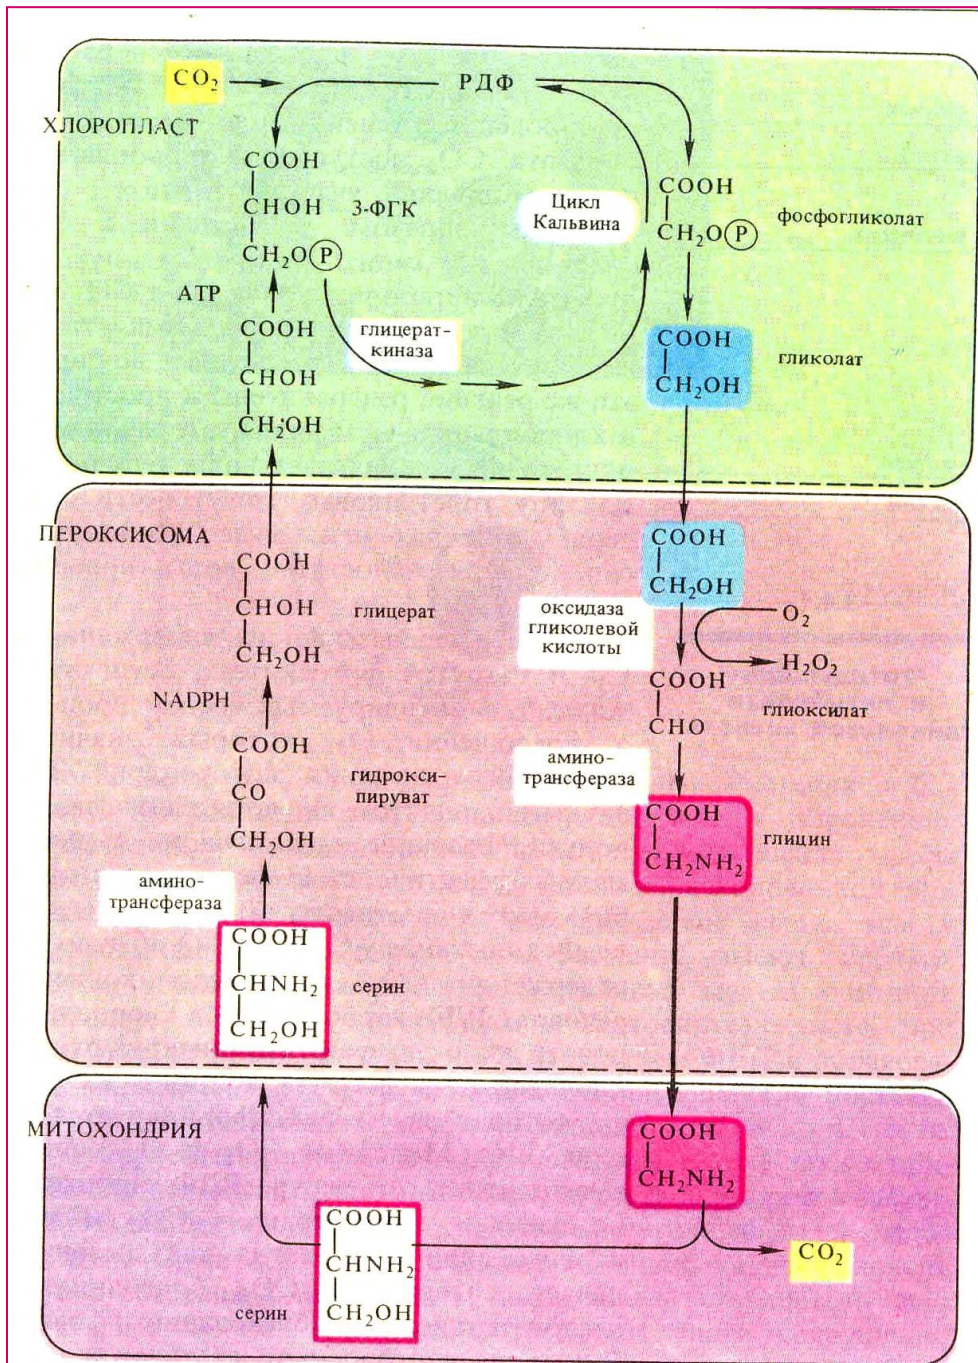 CO₂
РДФ
ХЛОРОПЛАСТ
COOH
CHOH
CH₂O(P)
3-ФГК
Цикл
Кальвина
COOH
CH₂O(P)
фосфогликолат
АТР
глицерат-
киназа
COOH
CHOH
CH₂OH
COOH
CH₂OH
гликолат
ПЕРОКСИСОМА
COOH
CHOH
CH₂OH
глицерат
COOH
CH₂OH
оксидаза
гликолевой
кислоты
O₂
H₂O₂
COOH
CHO
глиоксилат
NADPH
COOH
CO
CH₂OH
гидрокси-
пируват
амино-
трансфераза
COOH
CH₂NH₂
глицин
амино-
трансфераза
COOH
CHNH₂
CH₂OH
серин
МИТОХОНДРИЯ
COOH
CH₂NH₂
COOH
CHNH₂
CH₂OH
серин
CO₂